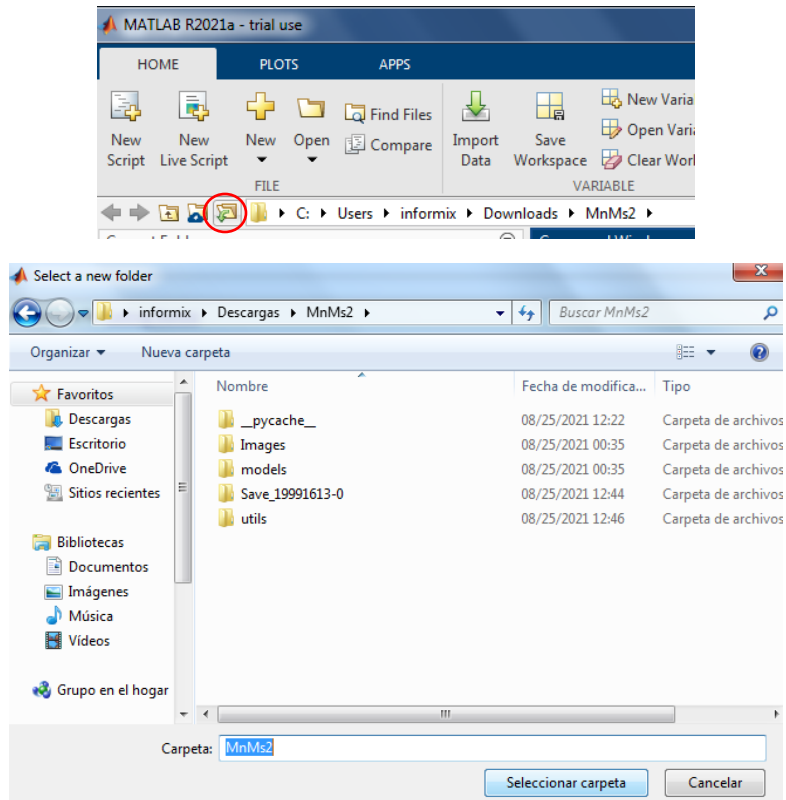 MATLAB R2021a - trial use
HOME PLOTS APPS
New Script
New Live Script
New
Open
Find Files
Compare
Import Data
Save Workspace
New Varia
Open Vari
Clear Worl
FILE VARIABLE
C: Users informix Downloads MnMs2
Select a new folder
informix Descargas MnMs2 Buscar MnMs2
Organizar Nueva carpeta
Nombre Fecha de modifica... Tipo
Favoritos
Descargas
Escritorio
OneDrive
Sitios recientes
Bibliotecas
Documentos
Imágenes
Música
Vídeos
Grupo en el hogar
__pycache__ 08/25/2021 12:22 Carpeta de archivos
Images 08/25/2021 00:35 Carpeta de archivos
models 08/25/2021 00:35 Carpeta de archivos
Save_19991613-0 08/25/2021 12:44 Carpeta de archivos
utils 08/25/2021 12:46 Carpeta de archivos
Carpeta: MnMs2
Seleccionar carpeta Cancelar